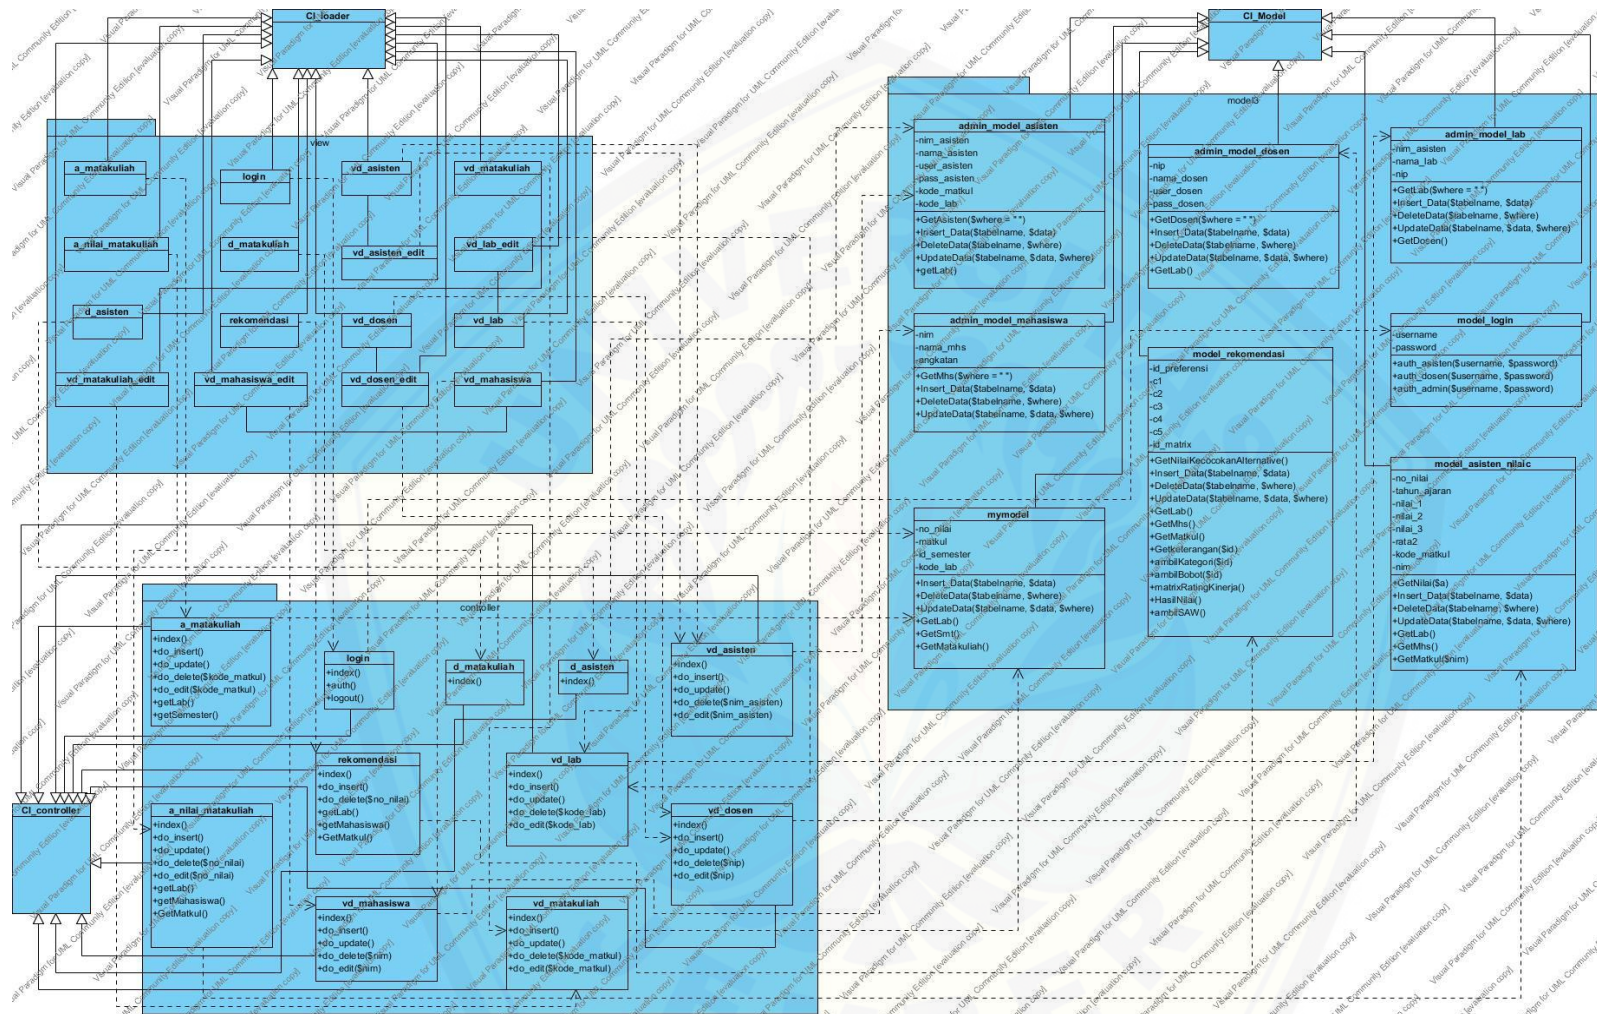 CI_loader
view
a_matakuliah
login
vd_asisten
vd_matakuliah
a_nilai_matakuliah
d_matakuliah
vd_asisten_edit
vd_lab_edit
d_asisten
rekomendasi
vd_dosen
vd_lab
vd_matakuliah_edit
vd_mahasiswa_edit
vd_dosen_edit
vd_mahasiswa
CI_Model
model3
admin_model_asisten
-nim_asisten
-nama_asisten
-user_asisten
-pass_asisten
-kode_matkul
-kode_lab
+GetAsisten($where = " ")
+Insert_Data($tabelname, $data)
+DeleteData($tabelname, $where)
+UpdateData($tabelname, $data, $where)
+getLab()
admin_model_dosen
-nip
-nama_dosen
-user_dosen
-pass_dosen
+GetDosen($where = " ")
+Insert_Data($tabelname, $data)
+DeleteData($tabelname, $where)
+UpdateData($tabelname, $data, $where)
+GetLab()
admin_model_lab
-nim_asisten
-nama_lab
-nip
+GetLab($where = " ")
+Insert_Data($tabelname, $data)
+DeleteData($tabelname, $where)
+UpdateData($tabelname, $data, $where)
+GetDosen()
admin_model_mahasiswa
-nim
-nama_mhs
-angkatan
+GetMhs($where = " ")
+Insert_Data($tabelname, $data)
+DeleteData($tabelname, $where)
+UpdateData($tabelname, $data, $where)
model_rekomendasi
-id_preferensi
-c1
-c2
-c3
-c4
-c5
-id_matrix
+GetNilaiKecocokanAlternative()
+Insert_Data($tabelname, $data)
+DeleteData($tabelname, $where)
+UpdateData($tabelname, $data, $where)
+GetLab()
+GetMhs()
+GetMatkul()
+Getketerangan($id)
+ambilKategori($id)
+ambilBobot($id)
+matrixRatingKinerja()
+HasilNilai()
+ambilSAW()
model_login
-username
-password
+auth_asisten($username, $password)
+auth_dosen($username, $password)
+auth_admin($username, $password)
model_asisten_nilaic
-no_nilai
-tahun_ajaran
-nilai_1
-nilai_2
-nilai_3
-rata2
-kode_matkul
-nim
+GetNilai($a)
+Insert_Data($tabelname, $data)
+DeleteData($tabelname, $where)
+UpdateData($tabelname, $data, $where)
+GetLab()
+GetMhs()
+GetMatkul($nim)
mymodel
-no_nilai
-matkul
-id_semester
-kode_lab
+Insert_Data($tabelname, $data)
+DeleteData($tabelname, $where)
+UpdateData($tabelname, $data, $where)
+GetLab()
+GetSmt()
+GetMatakuliah()
controller
a_matakuliah
+index()
+do_insert()
+do_update()
+do_delete($kode_matkul)
+do_edit($kode_matkul)
+getLab()
+getSemester()
login
+index()
+auth()
+logout()
d_matakuliah
+index()
d_asisten
+index()
vd_asisten
+index()
+do_insert()
+do_update()
+do_delete($nim_asisten)
+do_edit($nim_asisten)
rekomendasi
+index()
+do_insert()
+do_delete($no_nilai)
+getLab()
+getMahasiswa()
+GetMatkul()
vd_lab
+index()
+do_insert()
+do_update()
+do_delete($kode_lab)
+do_edit($kode_lab)
CI_controller
a_nilai_matakuliah
+index()
+do_insert()
+do_update()
+do_delete($no_nilai)
+do_edit($no_nilai)
+getLab()
+getMahasiswa()
+GetMatkul()
vd_dosen
+index()
+do_insert()
+do_update()
+do_delete($nip)
+do_edit($nip)
vd_mahasiswa
+index()
+do_insert()
+do_update()
+do_delete($nim)
+do_edit($nim)
vd_matakuliah
+index()
+do_insert()
+do_update()
+do_delete($kode_matkul)
+do_edit($kode_matkul)
Visual Paradigm for UML Community Edition [evaluation copy]